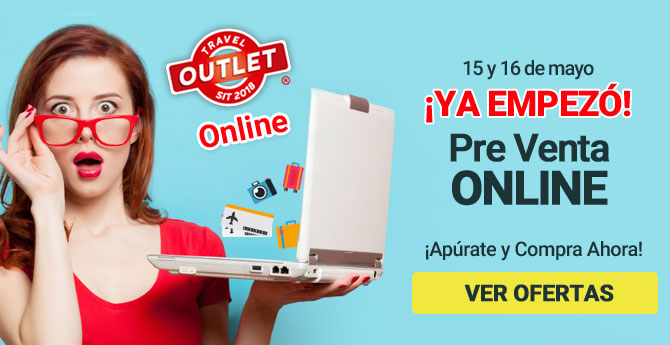 TRAVEL
OUTLET
SIT 2018
®
Online
15 y 16 de mayo
¡YA EMPEZÓ!
Pre Venta
ONLINE
¡Apúrate y Compra Ahora!
VER OFERTAS